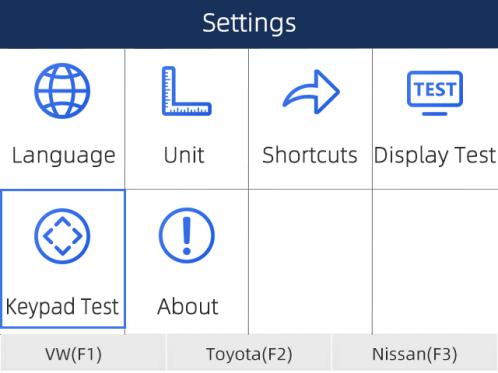 Settings
TEST
Language Unit Shortcuts Display Test
Keypad Test About
VW(F1) Toyota(F2) Nissan(F3)